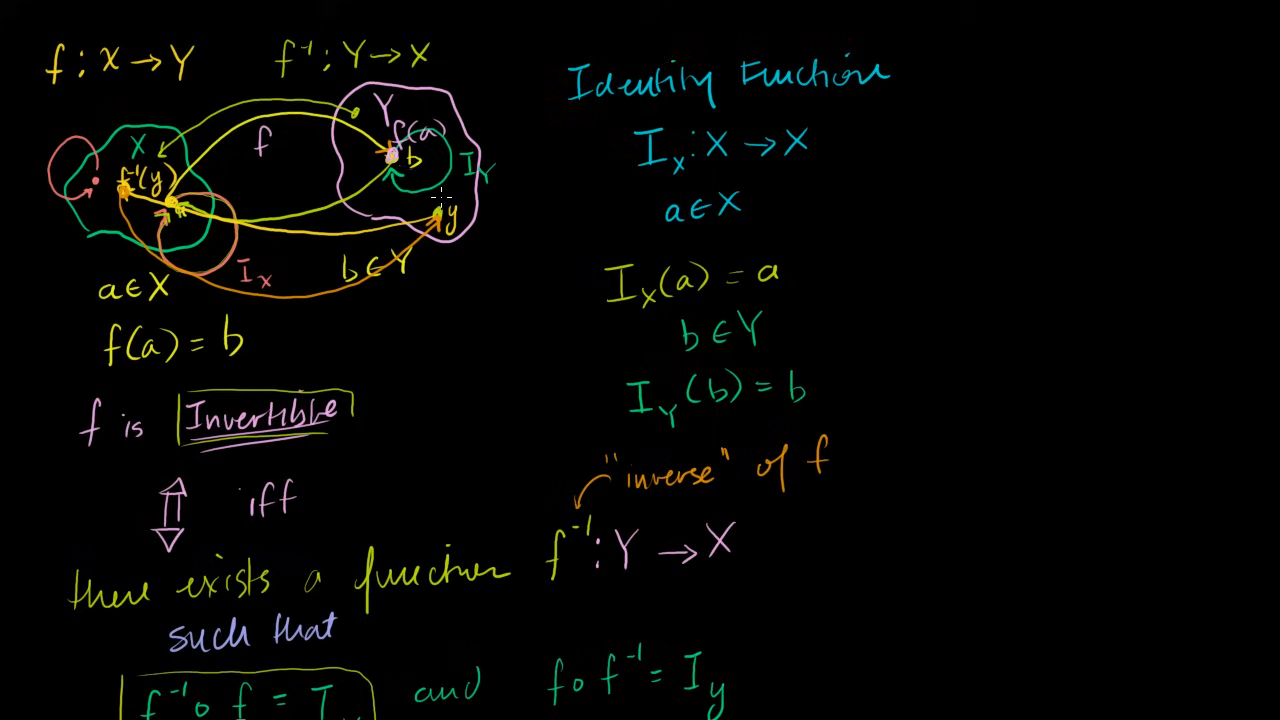 f : X → Y
f⁻¹ : Y → X
X
f
Y
f(a)
b
I_Y
f⁻¹(y)
y
I_x
a ∈ X
b ∈ Y
f(a) = b
f is Invertible
iff
there exists a function f⁻¹ : Y → X
such that
f⁻¹ o f = I
and
f o f⁻¹ = I_y
Identity Function
I_x : X → X
a ∈ X
I_X(a) = a
b ∈ Y
I_Y(b) = b
"inverse" of f